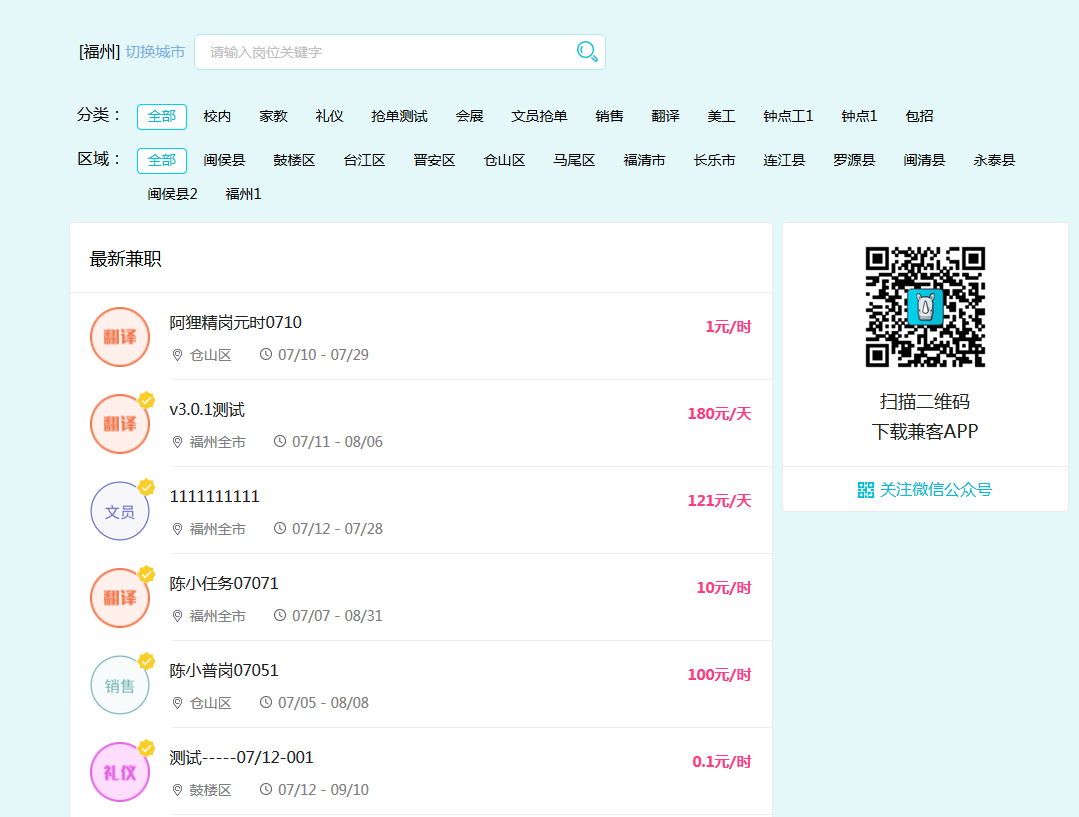 [福州] 切换城市 请输入岗位关键字
分类： 全部 校内 家教 礼仪 抢单测试 会展 文员抢单 销售 翻译 美工 钟点工1 钟点1 包招
区域： 全部 闽侯县 鼓楼区 台江区 晋安区 仓山区 马尾区 福清市 长乐市 连江县 罗源县 闽清县 永泰县
闽侯县2 福州1
最新兼职
翻译
阿狸精岗元时0710
1元/时
仓山区 07/10 - 07/29
翻译
v3.0.1测试
180元/天
福州全市 07/11 - 08/06
文员
1111111111
121元/天
福州全市 07/12 - 07/28
翻译
陈小任务07071
10元/时
福州全市 07/07 - 08/31
销售
陈小普岗07051
100元/时
仓山区 07/05 - 08/08
礼仪
测试-----07/12-001
0.1元/时
鼓楼区 07/12 - 09/10
扫描二维码
下载兼客APP
关注微信公众号